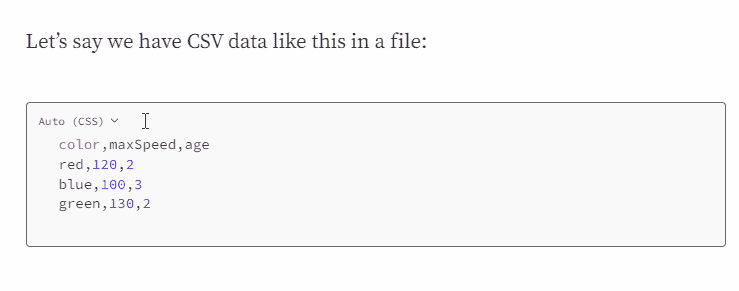 Let’s say we have CSV data like this in a file:
Auto (CSS)
color,maxSpeed,age
red,120,2
blue,100,3
green,130,2